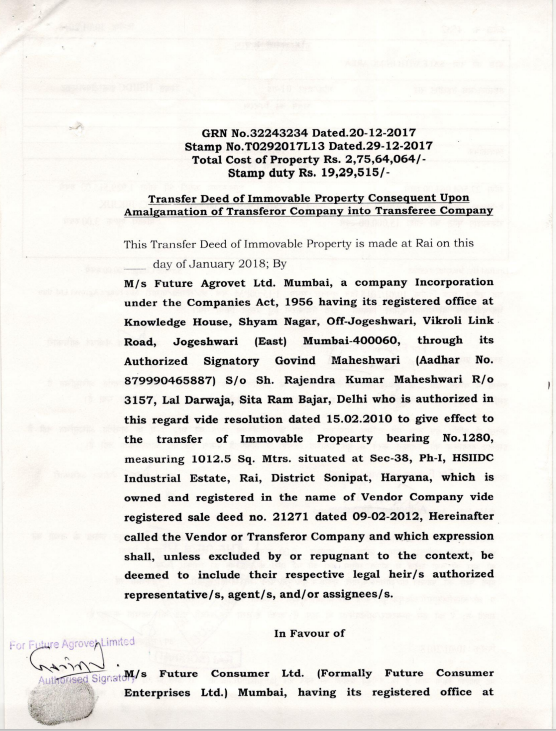 GRN No.32243234 Dated.20-12-2017
Stamp No.T0292017L13 Dated.29-12-2017
Total Cost of Property Rs. 2,75,64,064/-
Stamp duty Rs. 19,29,515/-
Transfer Deed of Immovable Property Consequent Upon
Amalgamation of Transferor Company into Transferee Company
This Transfer Deed of Immovable Property is made at Rai on this
____ day of January 2018; By
M/s Future Agrovet Ltd. Mumbai, a company Incorporation
under the Companies Act, 1956 having its registered office at
Knowledge House, Shyam Nagar, Off-Jogeshwari, Vikroli Link
Road, Jogeshwari (East) Mumbai-400060, through its
Authorized Signatory Govind Maheshwari (Aadhar No.
879990465887) S/o Sh. Rajendra Kumar Maheshwari R/o
3157, Lal Darwaja, Sita Ram Bajar, Delhi who is authorized in
this regard vide resolution dated 15.02.2010 to give effect to
the transfer of Immovable Propearty bearing No.1280,
measuring 1012.5 Sq. Mtrs. situated at Sec-38, Ph-I, HSIIDC
Industrial Estate, Rai, District Sonipat, Haryana, which is
owned and registered in the name of Vendor Company vide
registered sale deed no. 21271 dated 09-02-2012, Hereinafter
called the Vendor or Transferor Company and which expression
shall, unless excluded by or repugnant to the context, be
deemed to include their respective legal heir/s authorized
representative/s, agent/s, and/or assignees/s.
In Favour of
For Future Agrovet Limited
Authorised Signatory
M/s Future Consumer Ltd. (Formally Future Consumer
Enterprises Ltd.) Mumbai, having its registered office at